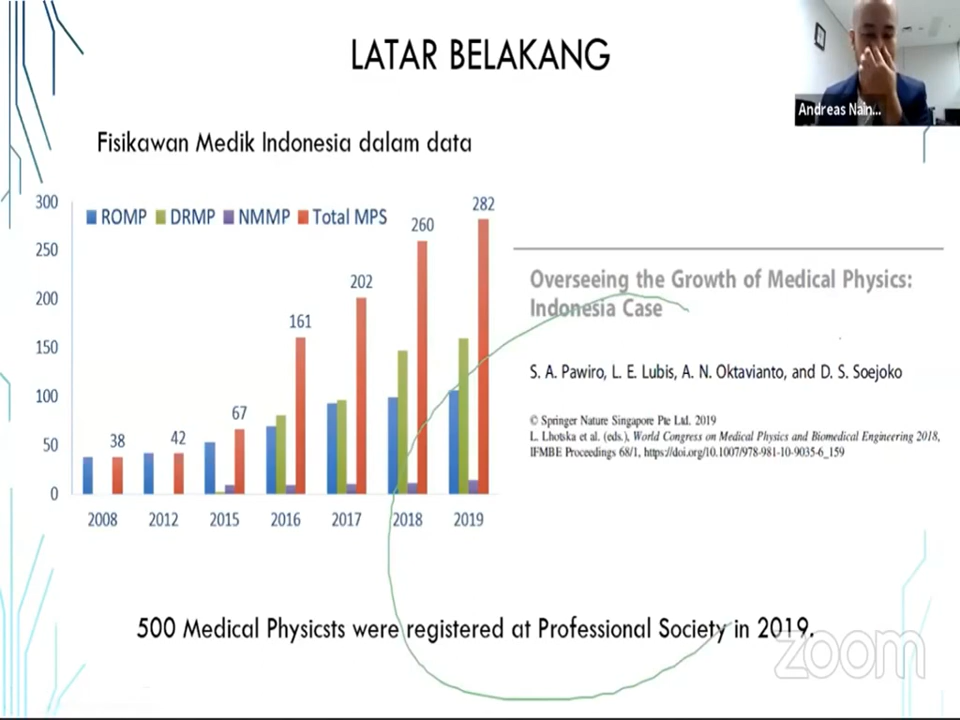 LATAR BELAKANG
Andreas Nain...
Fisikawan Medik Indonesia dalam data
300
250
200
150
100
50
0
ROMP DRMP NMMP Total MPS
38
42
67
161
202
260
282
2008 2012 2015 2016 2017 2018 2019
Overseeing the Growth of Medical Physics:
Indonesia Case
S. A. Pawiro, L. E. Lubis, A. N. Oktavianto, and D. S. Soejoko
© Springer Nature Singapore Pte Ltd. 2019
L. Lhotska et al. (eds.), World Congress on Medical Physics and Biomedical Engineering 2018,
IFMBE Proceedings 68/1, https://doi.org/10.1007/978-981-10-9035-6_159
500 Medical Physicsts were registered at Professional Society in 2019.
zoom